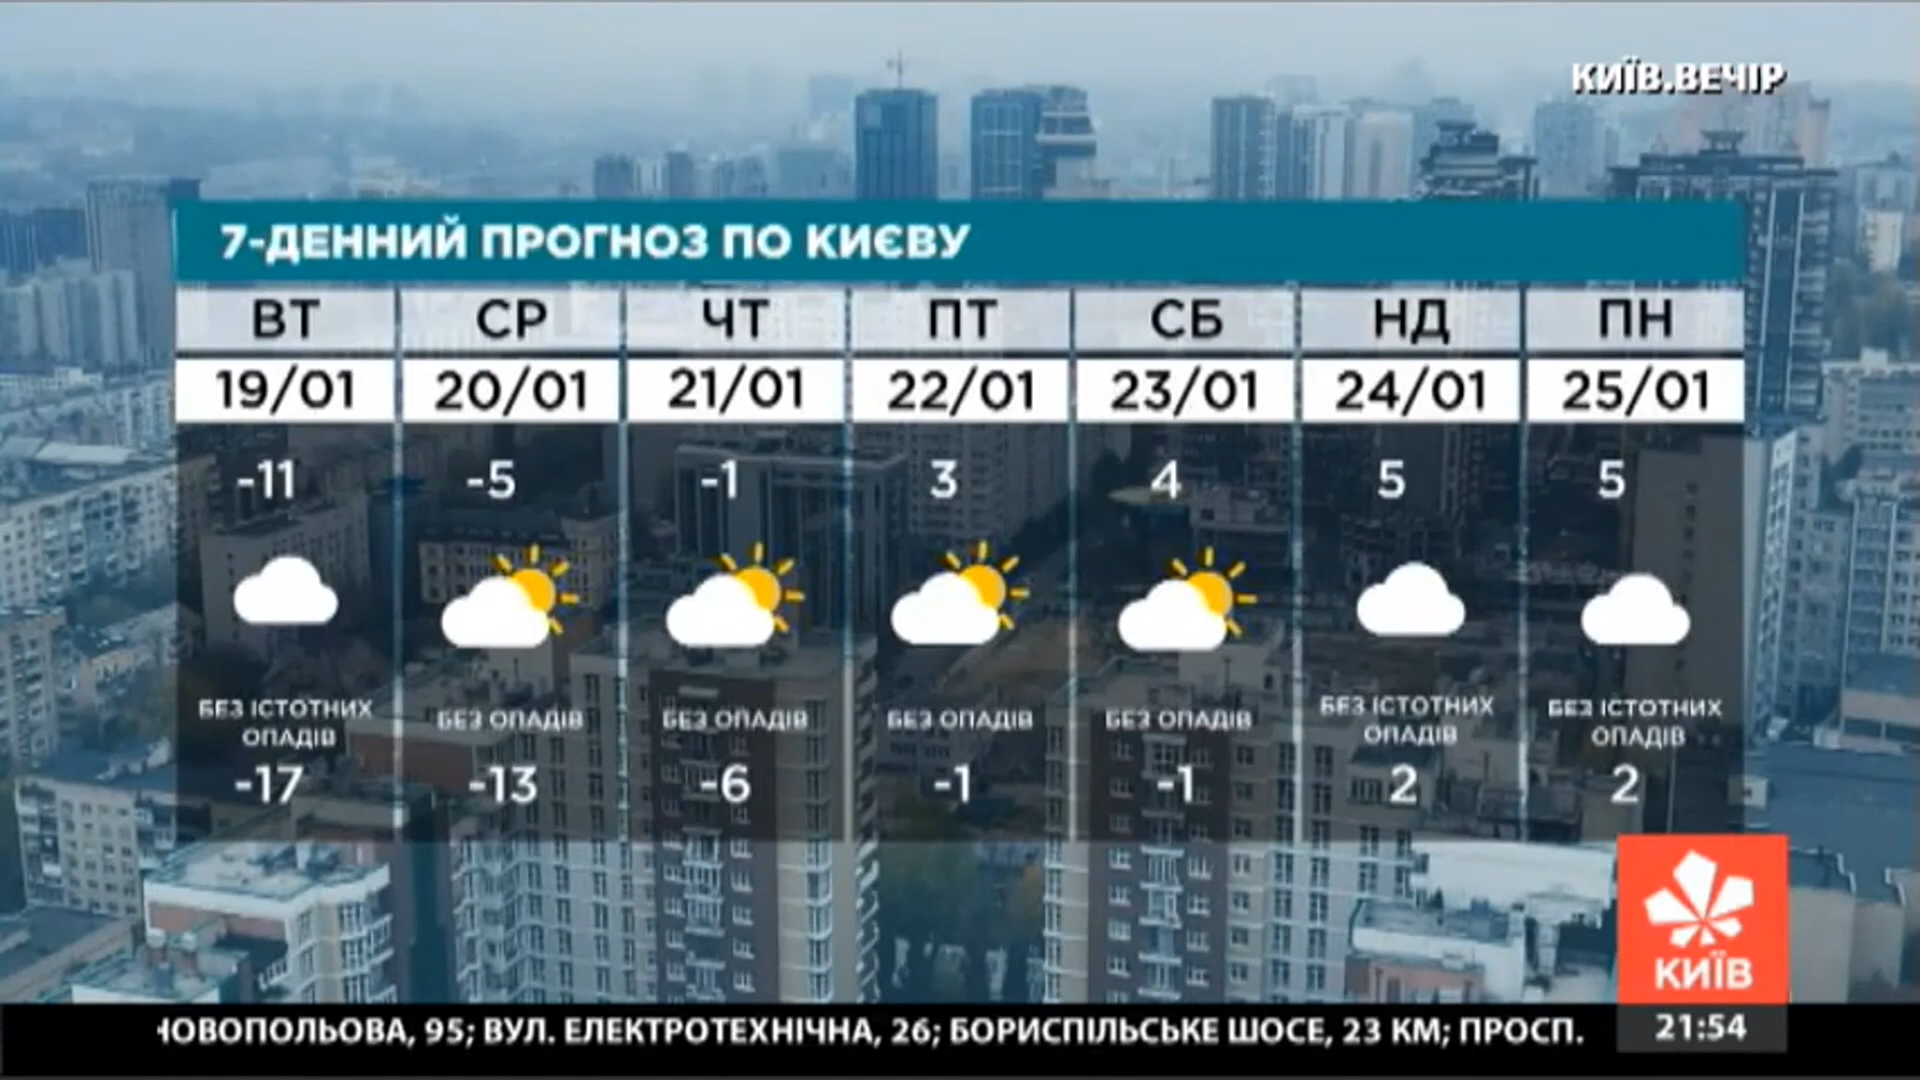 КИЇВ.ВЕЧІР
7-ДЕННИЙ ПРОГНОЗ ПО КИЄВУ
ВТ СР ЧТ ПТ СБ НД ПН
19/01 20/01 21/01 22/01 23/01 24/01 25/01
-11 -5 -1 3 4 5 5
БЕЗ ІСТОТНИХ ОПАДІВ БЕЗ ОПАДІВ БЕЗ ОПАДІВ БЕЗ ОПАДІВ БЕЗ ОПАДІВ БЕЗ ІСТОТНИХ ОПАДІВ БЕЗ ІСТОТНИХ ОПАДІВ
-17 -13 -6 -1 -1 2 2
КИЇВ
21:54
НОВОПОЛЬОВА, 95; ВУЛ. ЕЛЕКТРОТЕХНІЧНА, 26; БОРИСПІЛЬСЬКЕ ШОСЕ, 23 КМ; ПРОСП.